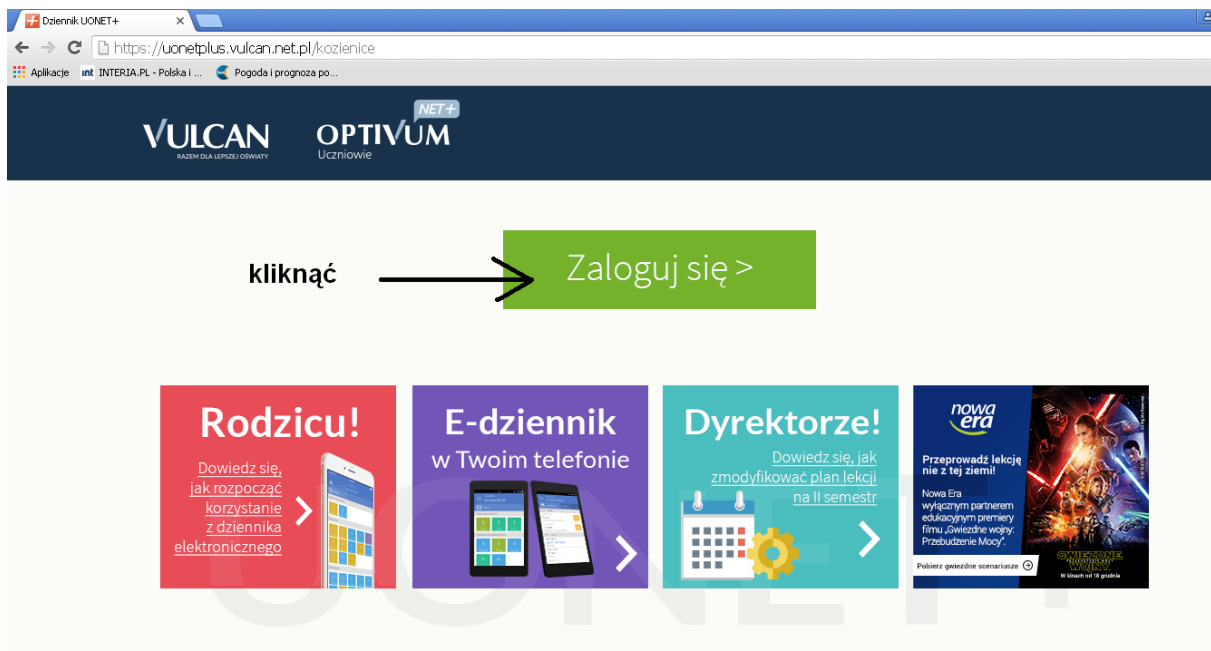 Dziennik UONET+
https://uonetplus.vulcan.net.pl/kozienice
Aplikacje
INTERIA.PL - Polska i ...
Pogoda i prognoza po...
VULCAN
RAZEM DLA LEPSZEJ OŚWIATY
NET+
OPTIVUM
Uczniowie
kliknąć
Zaloguj się >
Rodzicu!
Dowiedz się,
jak rozpocząć
korzystanie
z dziennika
elektronicznego
E-dziennik
w Twoim telefonie
Dyrektorze!
Dowiedz się, jak
zmodyfikować plan lekcji
na II semestr
nowa
era
Przeprowadź lekcję
nie z tej ziemi!
Nowa Era
wyłącznym partnerem
edukacyjnym premiery
filmu „Gwiezdne wojny:
Przebudzenie Mocy".
Pobierz gwiezdne scenariusze
GWIEZDNE
WOJNY
W kinach od 18 grudnia
UONET+